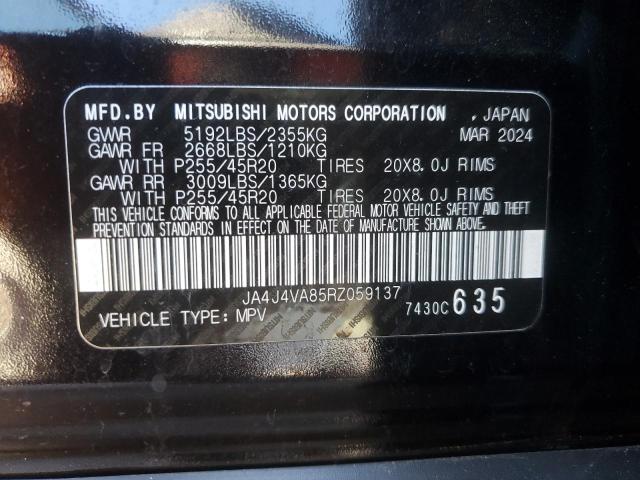 MFD.BY MITSUBISHI MOTORS CORPORATION . JAPAN
GVWR 5192LBS/2355KG MAR 2024
GAWR FR 2668LBS/1210KG
WITH P255/45R20 TIRES 20X8.0J RIMS
GAWR RR 3009LBS/1365KG
WITH P255/45R20 TIRES 20X8.0J RIMS
THIS VEHICLE CONFORMS TO ALL APPLICABLE FEDERAL MOTOR VEHICLE SAFETY AND THEFT
PREVENTION STANDARDS IN EFFECT ON THE DATE OF MANUFACTURE SHOWN ABOVE.
JA4J4VA85RZ059137
VEHICLE TYPE: MPV 7430C 635